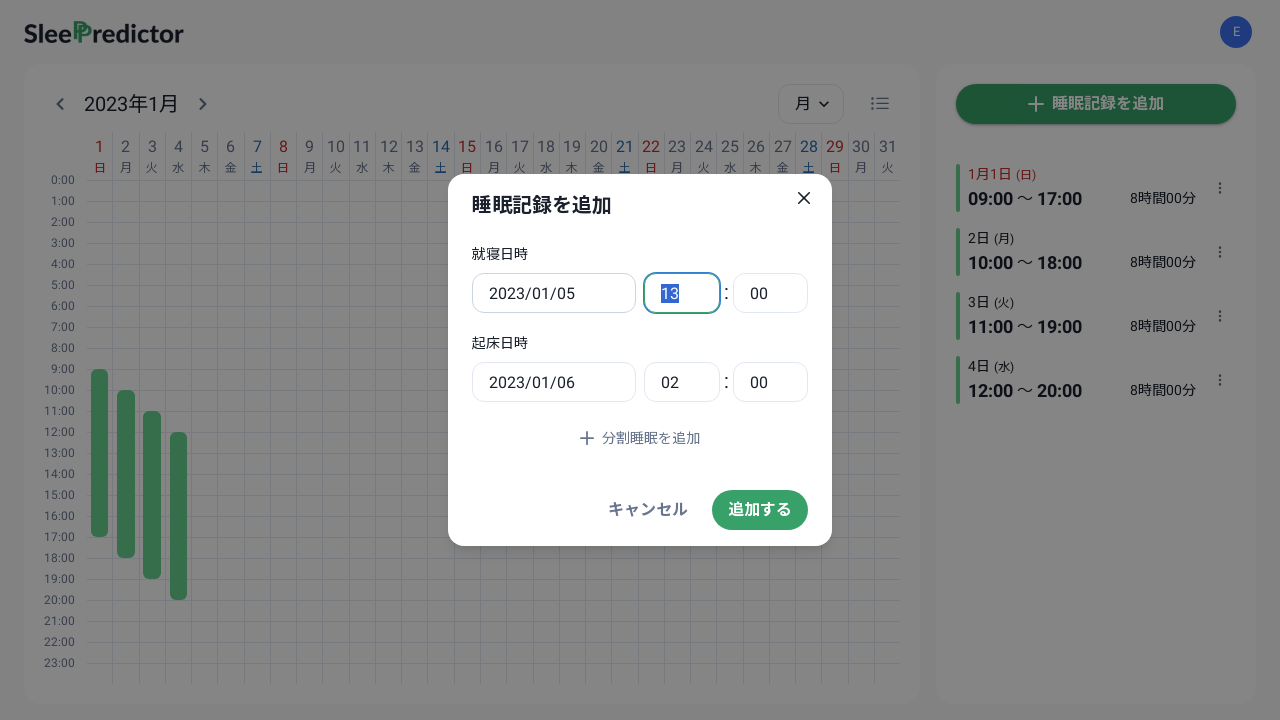 SleePredictor
E
2023年1月
月
1 2 3 4 5 6 7 8 9 10 11 12 13 14 15 16 17 18 19 20 21 22 23 24 25 26 27 28 29 30 31
日 月 火 水 木 金 土 日 月 火 水 木 金 土 日 月 火 水 木 金 土 日 月 火 水 木 金 土 日 月 火
0:00
1:00
2:00
3:00
4:00
5:00
6:00
7:00
8:00
9:00
10:00
11:00
12:00
13:00
14:00
15:00
16:00
17:00
18:00
19:00
20:00
21:00
22:00
23:00
睡眠記録を追加
就寝日時
2023/01/05 13 : 00
起床日時
2023/01/06 02 : 00
分割睡眠を追加
キャンセル 追加する
睡眠記録を追加
1月1日 (日)
09:00 〜 17:00 8時間00分
2日 (月)
10:00 〜 18:00 8時間00分
3日 (火)
11:00 〜 19:00 8時間00分
4日 (水)
12:00 〜 20:00 8時間00分